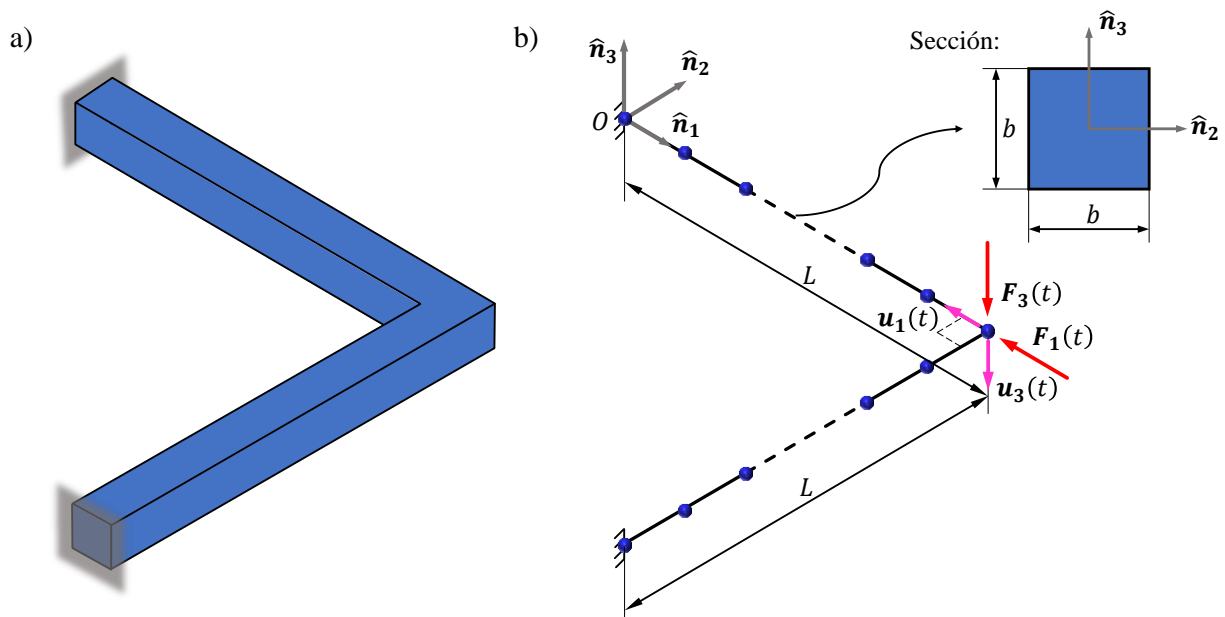 a)
b)
n̂₃
n̂₂
O
n̂₁
Sección:
n̂₃
b
n̂₂
b
L
F₃(t)
u₁(t)
F₁(t)
u₃(t)
L